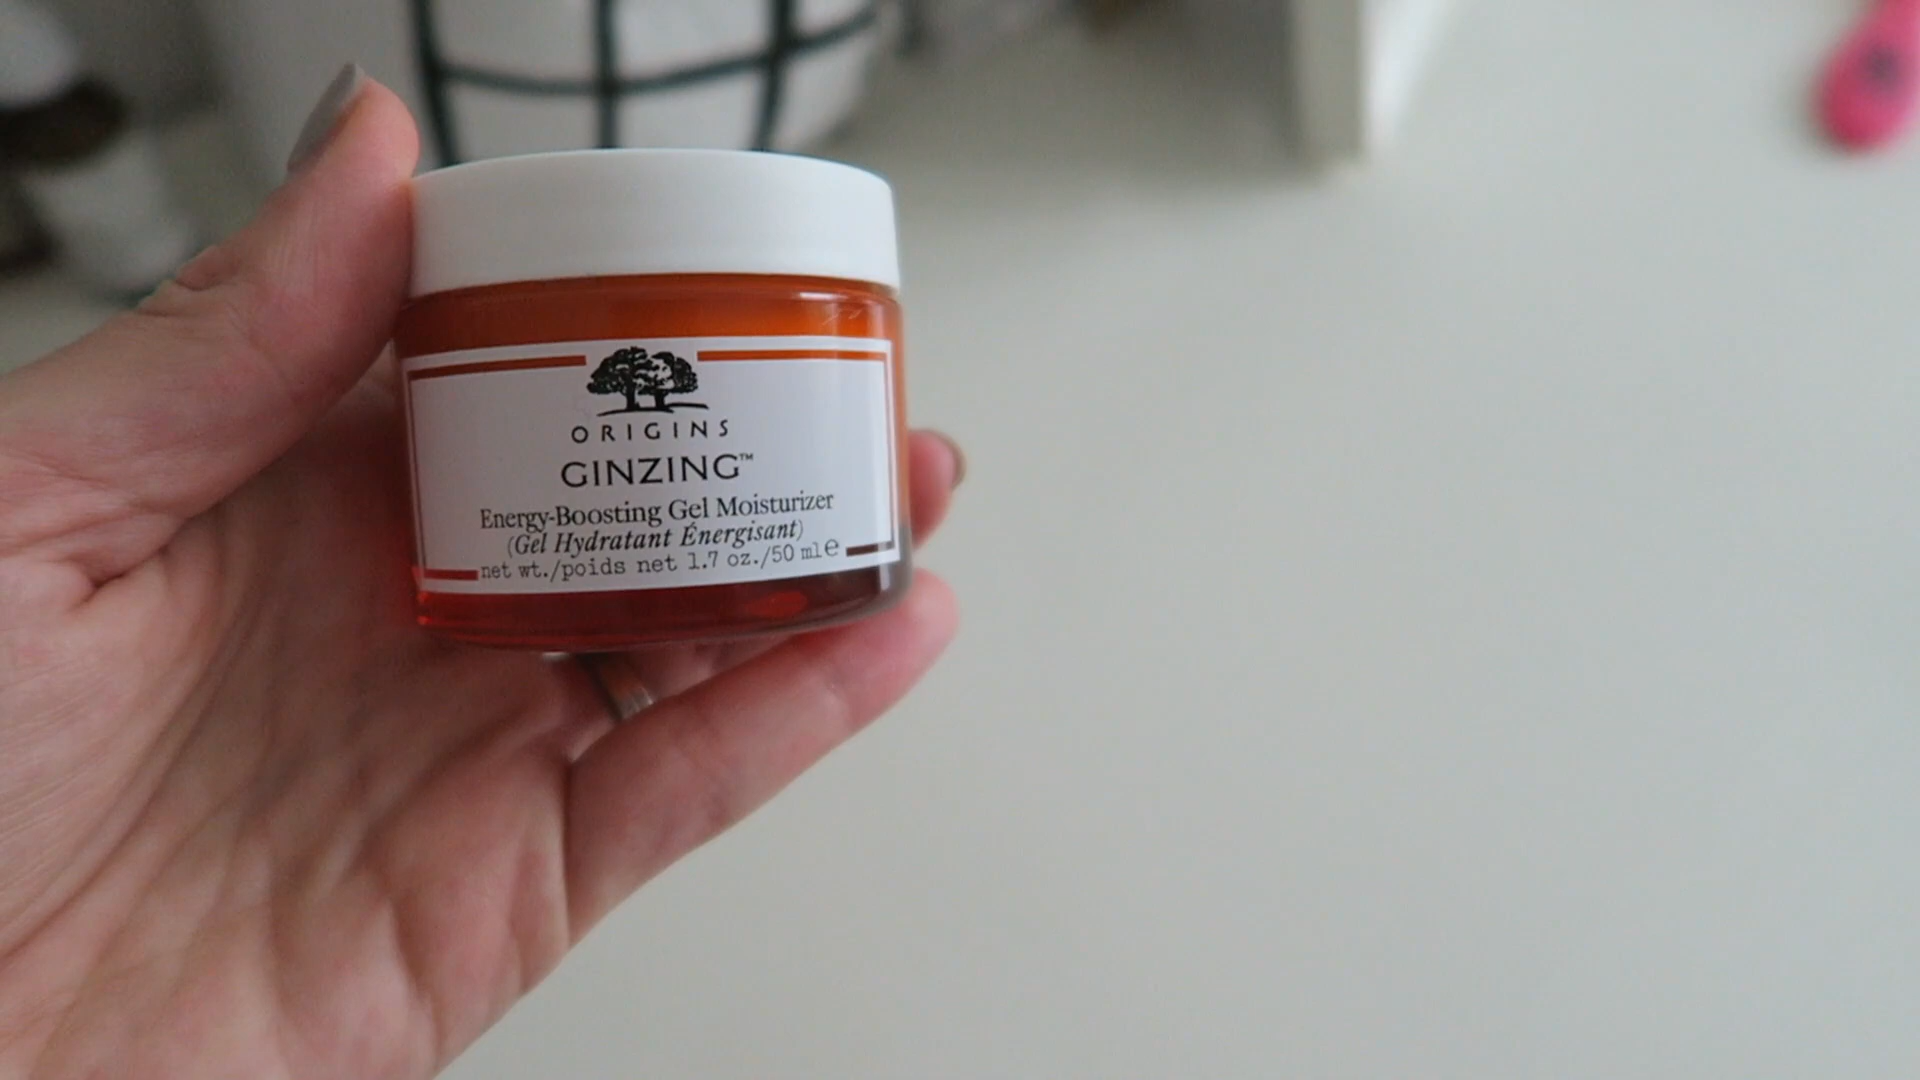 ORIGINS
GINZING™
Energy-Boosting Gel Moisturizer
(Gel Hydratant Énergisant)
net wt./poids net 1.7 oz./50 ml ℮